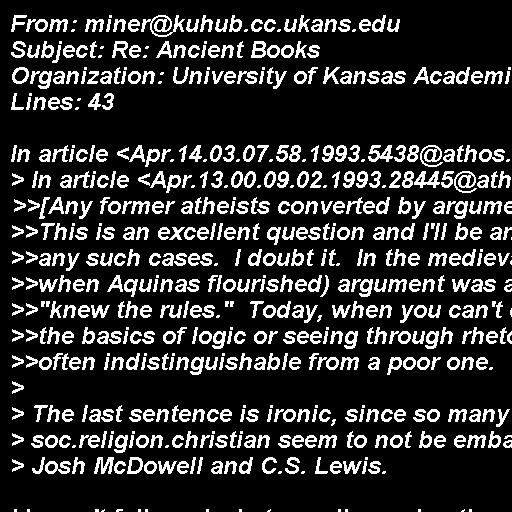 From: miner@kuhub.cc.ukans.edu
Subject: Re: Ancient Books
Organization: University of Kansas Academi
Lines: 43

In article <Apr.14.03.07.58.1993.5438@athos.
> In article <Apr.13.00.09.02.1993.28445@ath
>>[Any former atheists converted by argume
>>This is an excellent question and I'll be an
>>any such cases.  I doubt it.  In the medieva
>>when Aquinas flourished) argument was a
>>"knew the rules."  Today, when you can't
>>the basics of logic or seeing through rheto
>>often indistinguishable from a poor one.
>
> The last sentence is ironic, since so many
> soc.religion.christian seem to not be emba
> Josh McDowell and C.S. Lewis.